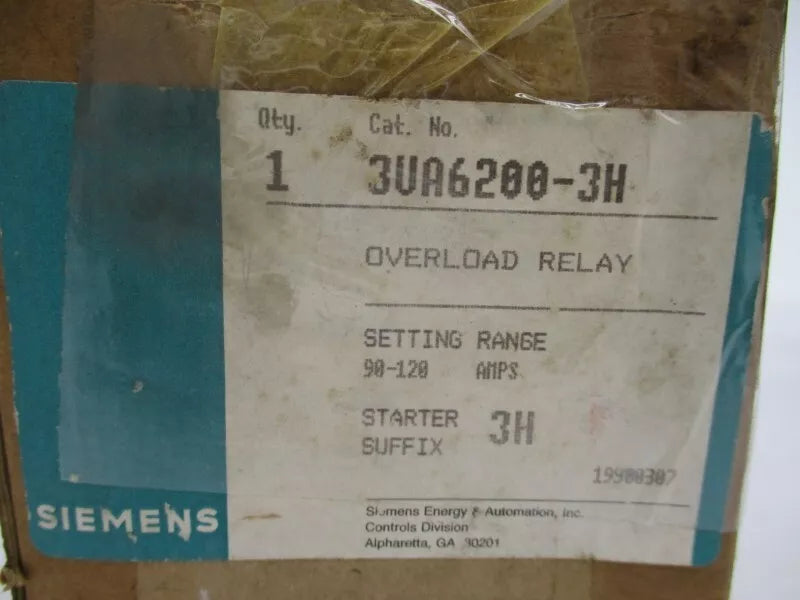 Qty. Cat. No.
1 3UA6200-3H
OVERLOAD RELAY
SETTING RANGE
90-120 AMPS
STARTER 3H
SUFFIX
19900307
SIEMENS
Siemens Energy & Automation, Inc.
Controls Division
Alpharetta, GA 30201